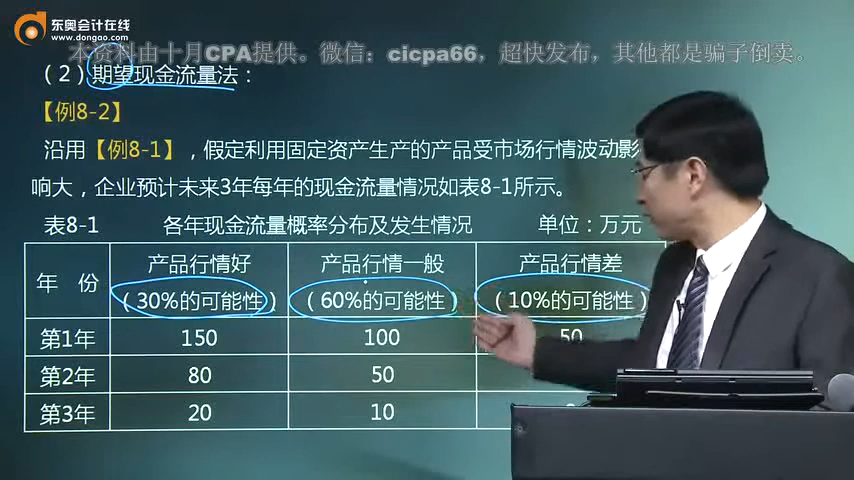 东奥会计在线
www.dongao.com
本资料由十月CPA提供。微信：cicpa66，超快发布，其他都是骗子倒卖。
（2）期望现金流量法：
【例8-2】
沿用【例8-1】，假定利用固定资产生产的产品受市场行情波动影
响大，企业预计未来3年每年的现金流量情况如表8-1所示。
表8-1 各年现金流量概率分布及发生情况 单位：万元
年 份 产品行情好（30%的可能性） 产品行情一般（60%的可能性） 产品行情差（10%的可能性）
第1年 150 100 50
第2年 80 50
第3年 20 10